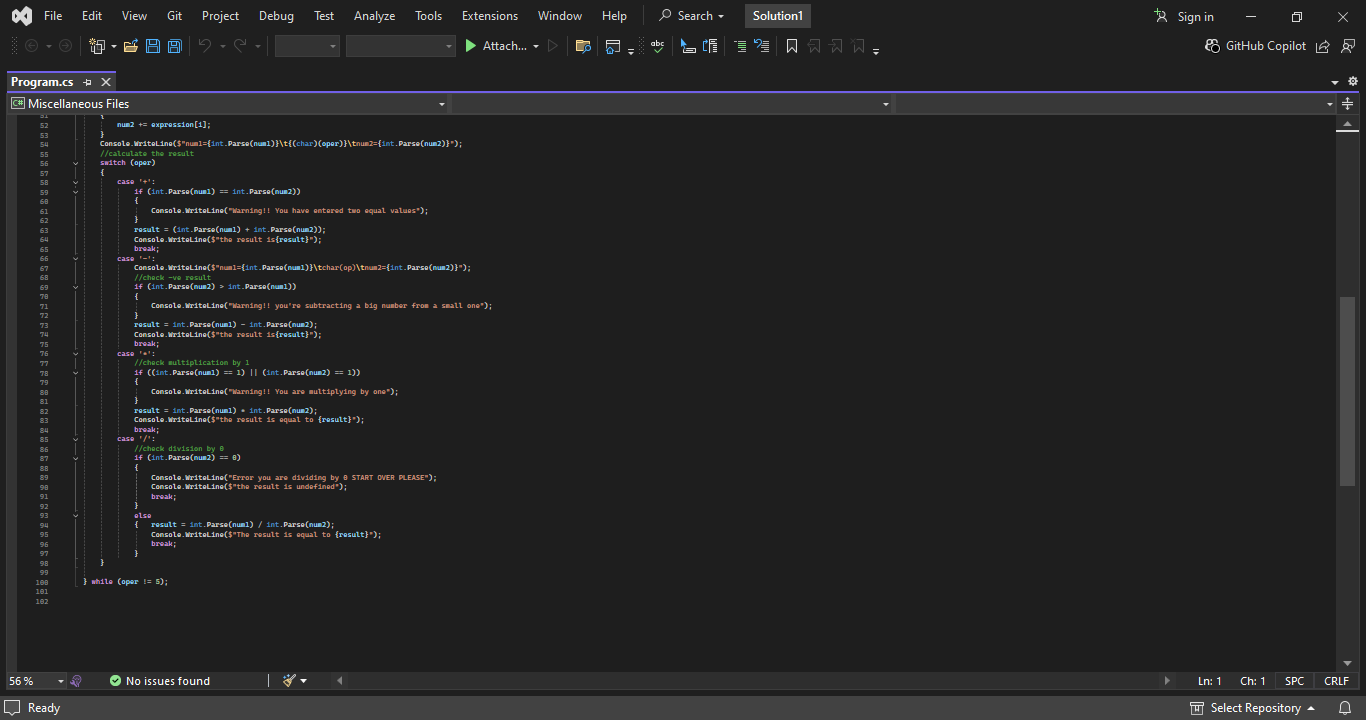 File Edit View Git Project Debug Test Analyze Tools Extensions Window Help Search Solution1 Sign in
Attach... abc GitHub Copilot
Program.cs
C# Miscellaneous Files
51 {
52 num2 += expression[i];
53 }
54 Console.WriteLine($"num1={int.Parse(num1)}\t{(char)(oper)}\tnum2={int.Parse(num2)}");
55 //calculate the result
56 switch (oper)
57 {
58 case '+':
59 if (int.Parse(num1) == int.Parse(num2))
60 {
61 Console.WriteLine("Warning!! You have entered two equal values");
62 }
63 result = (int.Parse(num1) + int.Parse(num2));
64 Console.WriteLine($"the result is{result}");
65 break;
66 case '-':
67 Console.WriteLine($"num1={int.Parse(num1)}\tchar(op)\tnum2={int.Parse(num2)}");
68 //check -ve result
69 if (int.Parse(num2) > int.Parse(num1))
70 {
71 Console.WriteLine("Warning!! you're subtracting a big number from a small one");
72 }
73 result = int.Parse(num1) - int.Parse(num2);
74 Console.WriteLine($"the result is{result}");
75 break;
76 case '*':
77 //check multiplication by 1
78 if ((int.Parse(num1) == 1) || (int.Parse(num2) == 1))
79 {
80 Console.WriteLine("Warning!! You are multiplying by one");
81 }
82 result = int.Parse(num1) * int.Parse(num2);
83 Console.WriteLine($"the result is equal to {result}");
84 break;
85 case '/':
86 //check division by 0
87 if (int.Parse(num2) == 0)
88 {
89 Console.WriteLine("Error you are dividing by 0 START OVER PLEASE");
90 Console.WriteLine($"the result is undefined");
91 break;
92 }
93 else
94 { result = int.Parse(num1) / int.Parse(num2);
95 Console.WriteLine($"The result is equal to {result}");
96 break;
97 }
98 }
99
100 } while (oper != 5);
101
102
56 % No issues found Ln: 1 Ch: 1 SPC CRLF
Ready Select Repository